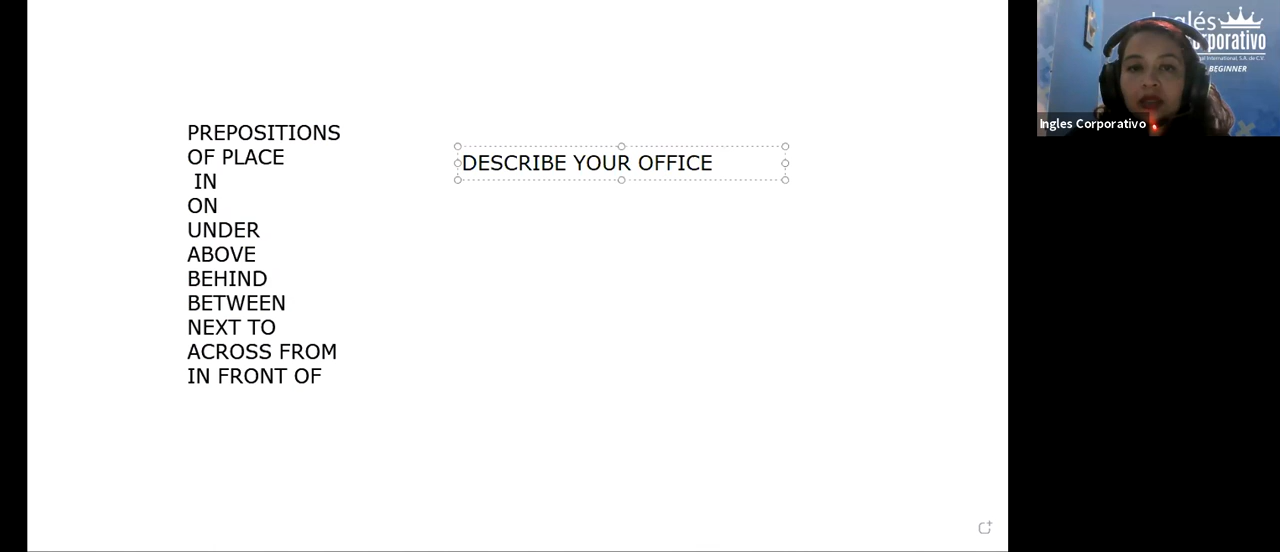 PREPOSITIONS
OF PLACE
IN
ON
UNDER
ABOVE
BEHIND
BETWEEN
NEXT TO
ACROSS FROM
IN FRONT OF
DESCRIBE YOUR OFFICE
Inglés
BEGINNER
Ingles Corporativo